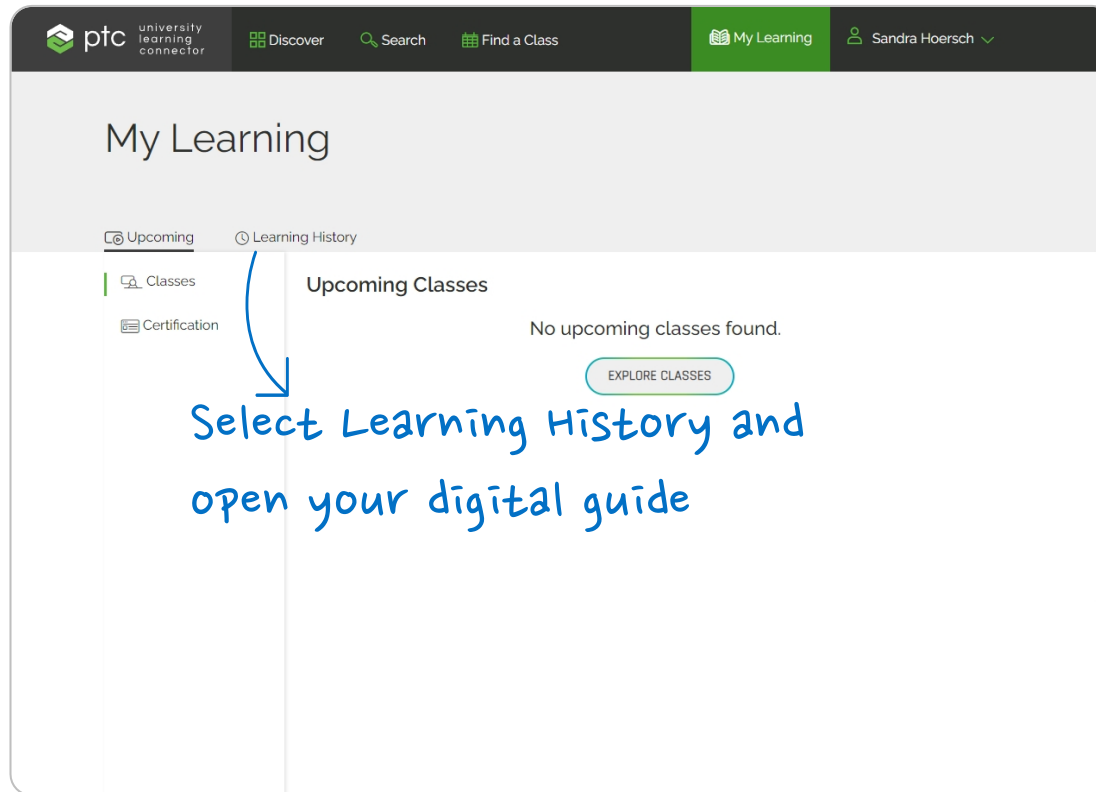 ptc university learning connector
Discover
Search
Find a Class
My Learning
Sandra Hoersch
My Learning
Upcoming
Learning History
Classes
Certification
Upcoming Classes
No upcoming classes found.
EXPLORE CLASSES
Select Learning History and
open your digital guide